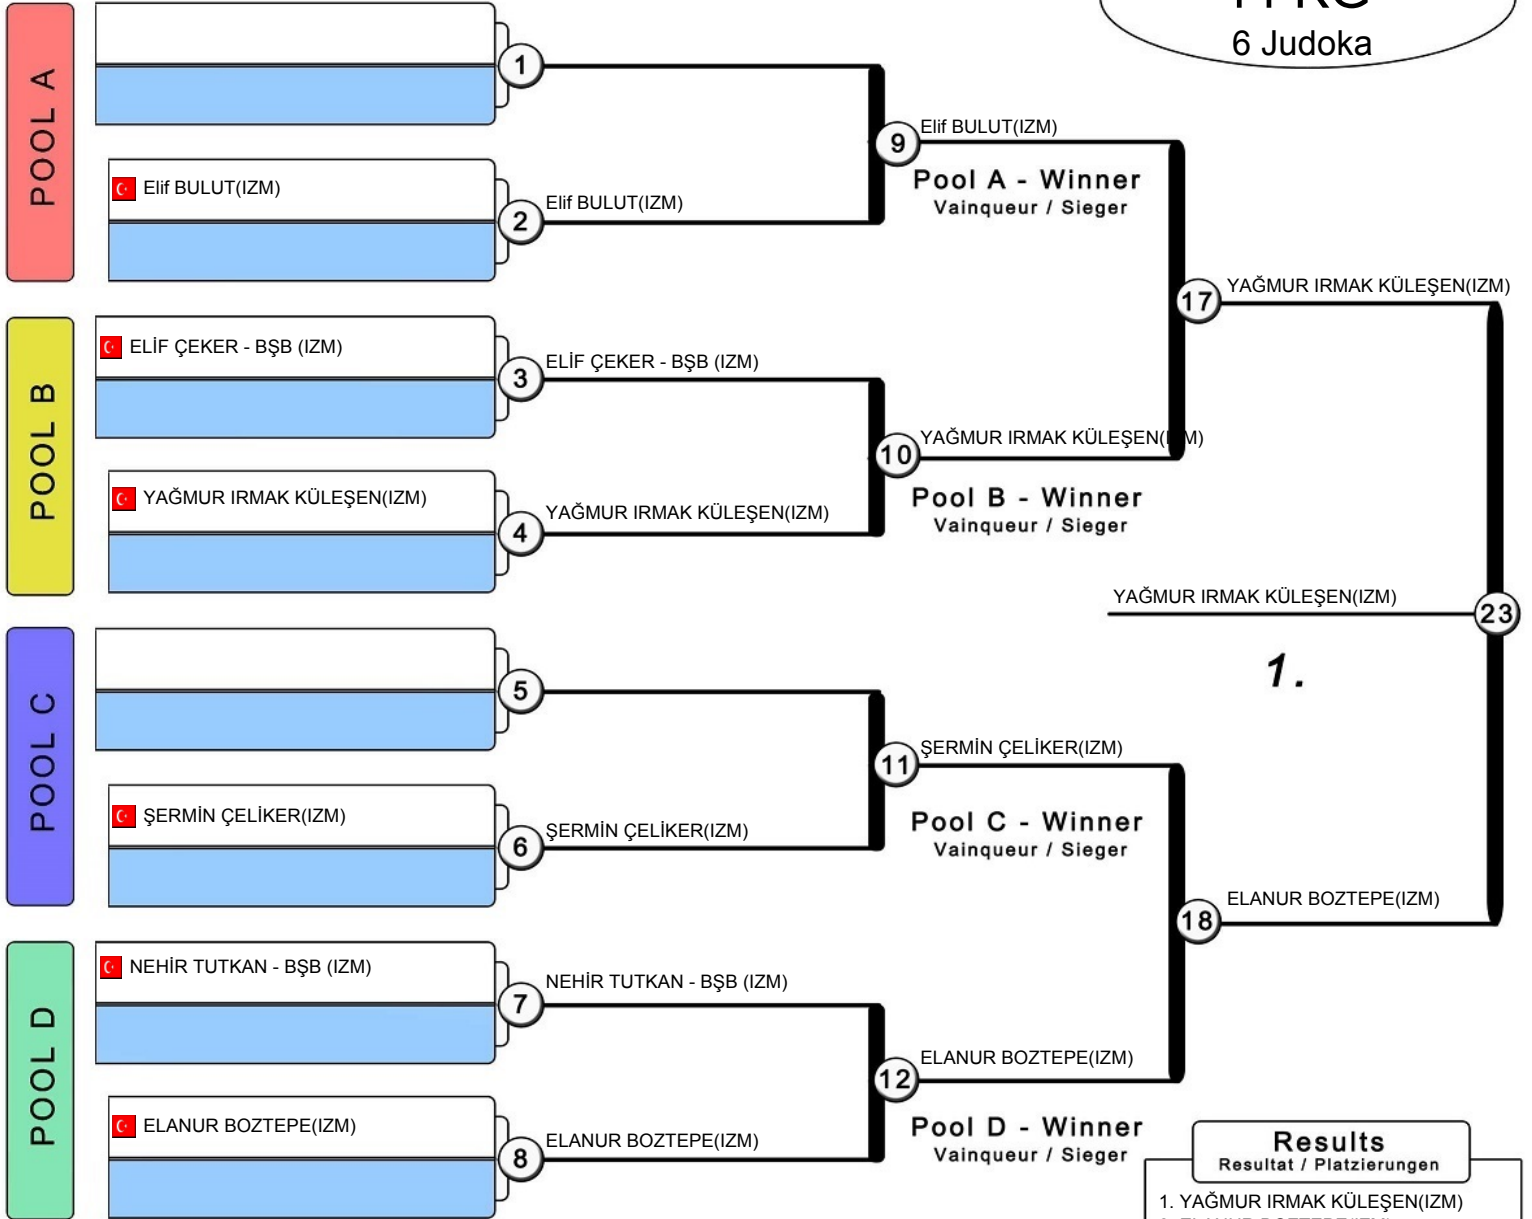 6 Judoka
POOL A
1
Elif BULUT(IZM)
2
Elif BULUT(IZM)
9
Elif BULUT(IZM)
Pool A - Winner
Vainqueur / Sieger
POOL B
ELİF ÇEKER - BŞB (IZM)
3
ELİF ÇEKER - BŞB (IZM)
YAĞMUR IRMAK KÜLEŞEN(IZM)
4
YAĞMUR IRMAK KÜLEŞEN(IZM)
10
YAĞMUR IRMAK KÜLEŞEN(IZM)
Pool B - Winner
Vainqueur / Sieger
17
YAĞMUR IRMAK KÜLEŞEN(IZM)
YAĞMUR IRMAK KÜLEŞEN(IZM)
23
1.
POOL C
5
ŞERMİN ÇELİKER(IZM)
6
ŞERMİN ÇELİKER(IZM)
11
ŞERMİN ÇELİKER(IZM)
Pool C - Winner
Vainqueur / Sieger
18
ELANUR BOZTEPE(IZM)
POOL D
NEHİR TUTKAN - BŞB (IZM)
7
NEHİR TUTKAN - BŞB (IZM)
ELANUR BOZTEPE(IZM)
8
ELANUR BOZTEPE(IZM)
12
ELANUR BOZTEPE(IZM)
Pool D - Winner
Vainqueur / Sieger
Results
Resultat / Platzierungen
1. YAĞMUR IRMAK KÜLEŞEN(IZM)